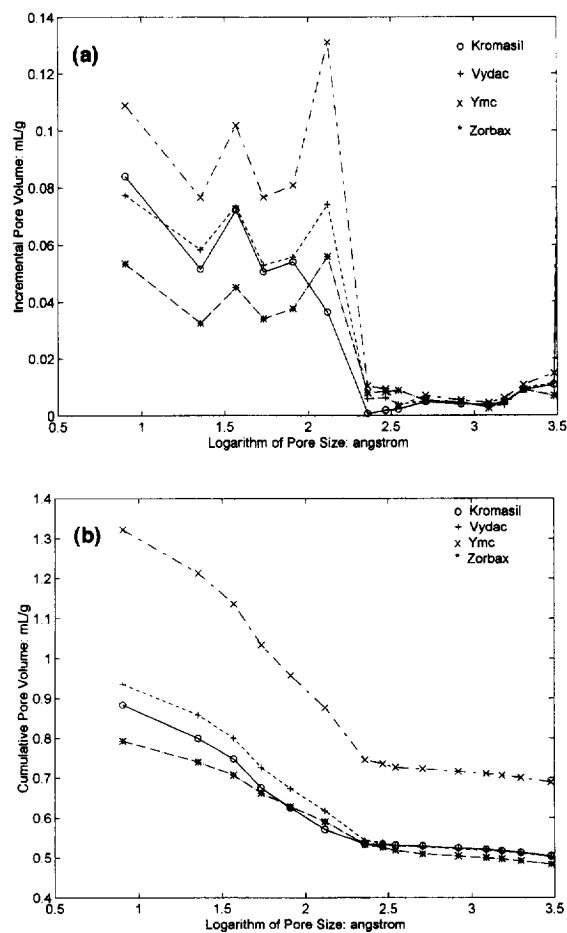 0.14
(a)
Kromasil
Vydac
Ymc
* Zorbax
0.12
0.1
0.08
0.06
0.04
0.02
0
Incremental Pore Volume: mL/g
0.5
1
1.5
2
2.5
3
3.5
Logarithm of Pore Size: angstrom
1.4
(b)
Kromasil
Vydac
Ymc
* Zorbax
1.3
1.2
1.1
1
0.9
0.8
0.7
0.6
0.5
0.4
Cumulative Pore Volume: mL/g
0.5
1
1.5
2
2.5
3
3.5
Logarithm of Pore Size: angstrom